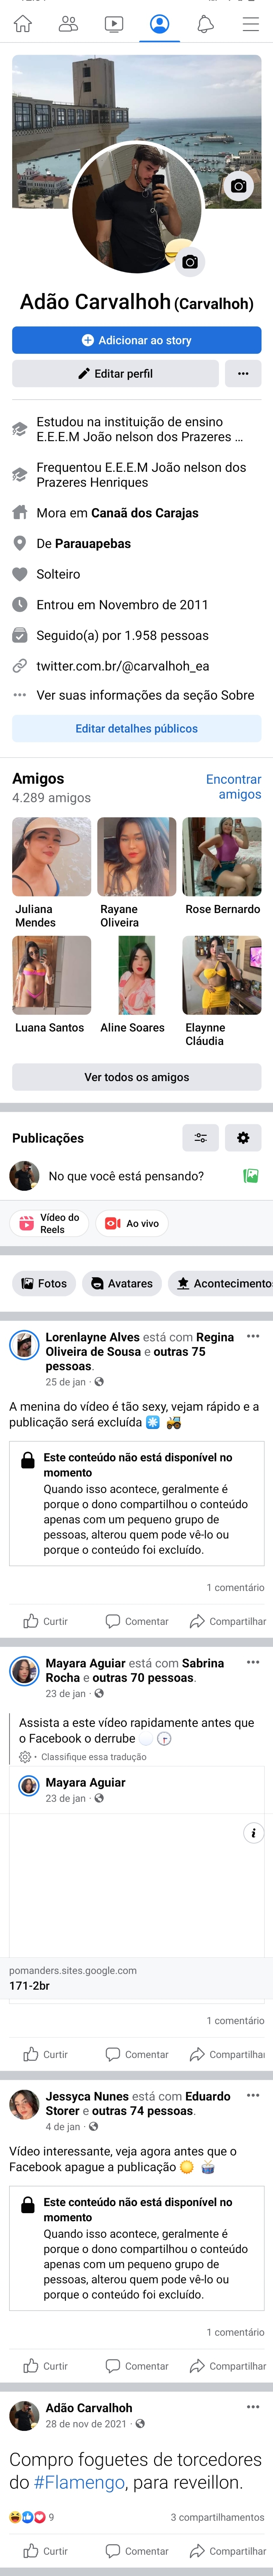 Adão Carvalhoh (Carvalhoh)
Adicionar ao story
Editar perfil
Estudou na instituição de ensino
E.E.E.M João nelson dos Prazeres ...
Frequentou E.E.E.M João nelson dos
Prazeres Henriques
Mora em Canaã dos Carajas
De Parauapebas
Solteiro
Entrou em Novembro de 2011
Seguido(a) por 1.958 pessoas
twitter.com.br/@carvalhoh_ea
Ver suas informações da seção Sobre
Editar detalhes públicos
Amigos
Encontrar
amigos
4.289 amigos
Juliana
Mendes
Rayane
Oliveira
Rose Bernardo
Luana Santos
Aline Soares
Elaynne
Cláudia
Ver todos os amigos
Publicações
No que você está pensando?
Vídeo do
Reels
Ao vivo
Fotos
Avatares
Acontecimento
Lorenlayne Alves está com Regina
Oliveira de Sousa e outras 75
pessoas.
25 de jan ·
A menina do vídeo é tão sexy, vejam rápido e a
publicação será excluída
Este conteúdo não está disponível no
momento
Quando isso acontece, geralmente é
porque o dono compartilhou o conteúdo
apenas com um pequeno grupo de
pessoas, alterou quem pode vê-lo ou
porque o conteúdo foi excluído.
1 comentário
Curtir
Comentar
Compartilhar
Mayara Aguiar está com Sabrina
Rocha e outras 70 pessoas.
23 de jan ·
Assista a este vídeo rapidamente antes que
o Facebook o derrube
· Classifique essa tradução
Mayara Aguiar
23 de jan ·
pomanders.sites.google.com
171-2br
1 comentário
Curtir
Comentar
Compartilhar
Jessyca Nunes está com Eduardo
Storer e outras 74 pessoas.
4 de jan ·
Vídeo interessante, veja agora antes que o
Facebook apague a publicação
Este conteúdo não está disponível no
momento
Quando isso acontece, geralmente é
porque o dono compartilhou o conteúdo
apenas com um pequeno grupo de
pessoas, alterou quem pode vê-lo ou
porque o conteúdo foi excluído.
1 comentário
Curtir
Comentar
Compartilhar
Adão Carvalhoh
28 de nov de 2021 ·
Compro foguetes de torcedores
do #Flamengo, para reveillon.
9
3 compartilhamentos
Curtir
Comentar
Compartilhar